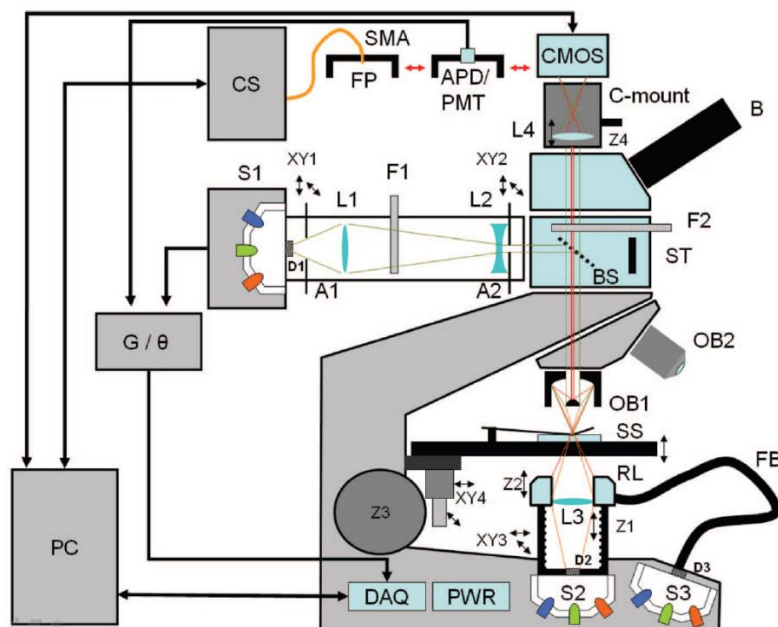 SMA
CMOS
CS
FP
APD/
PMT
C-mount
B
L4
Z4
S1
XY1
L1
F1
L2
XY2
F2
D1
BS
ST
A1
A2
G / θ
OB2
OB1
SS
FB
RL
Z2
XY4
Z3
L3
Z1
XY3
PC
D2
D3
S2
S3
DAQ
PWR